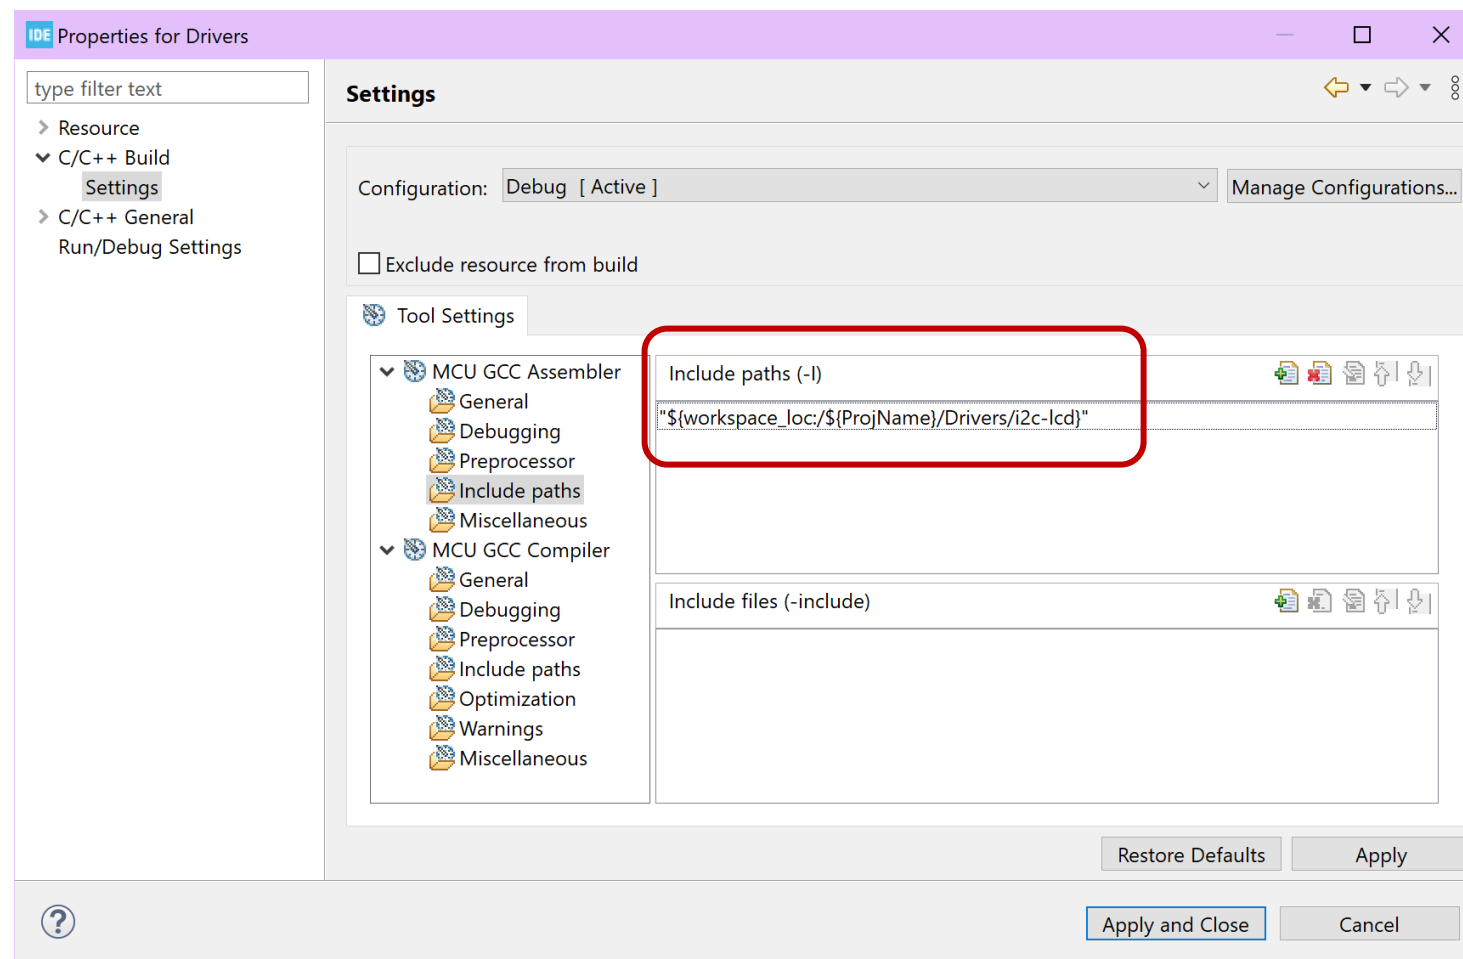 IDE Properties for Drivers
type filter text
Resource
C/C++ Build
Settings
C/C++ General
Run/Debug Settings
Settings
Configuration: Debug [ Active ] Manage Configurations...
Exclude resource from build
Tool Settings
MCU GCC Assembler
General
Debugging
Preprocessor
Include paths
Miscellaneous
MCU GCC Compiler
General
Debugging
Preprocessor
Include paths
Optimization
Warnings
Miscellaneous
Include paths (-I)
"${workspace_loc:/${ProjName}/Drivers/i2c-lcd}"
Include files (-include)
Restore Defaults Apply
? Apply and Close Cancel